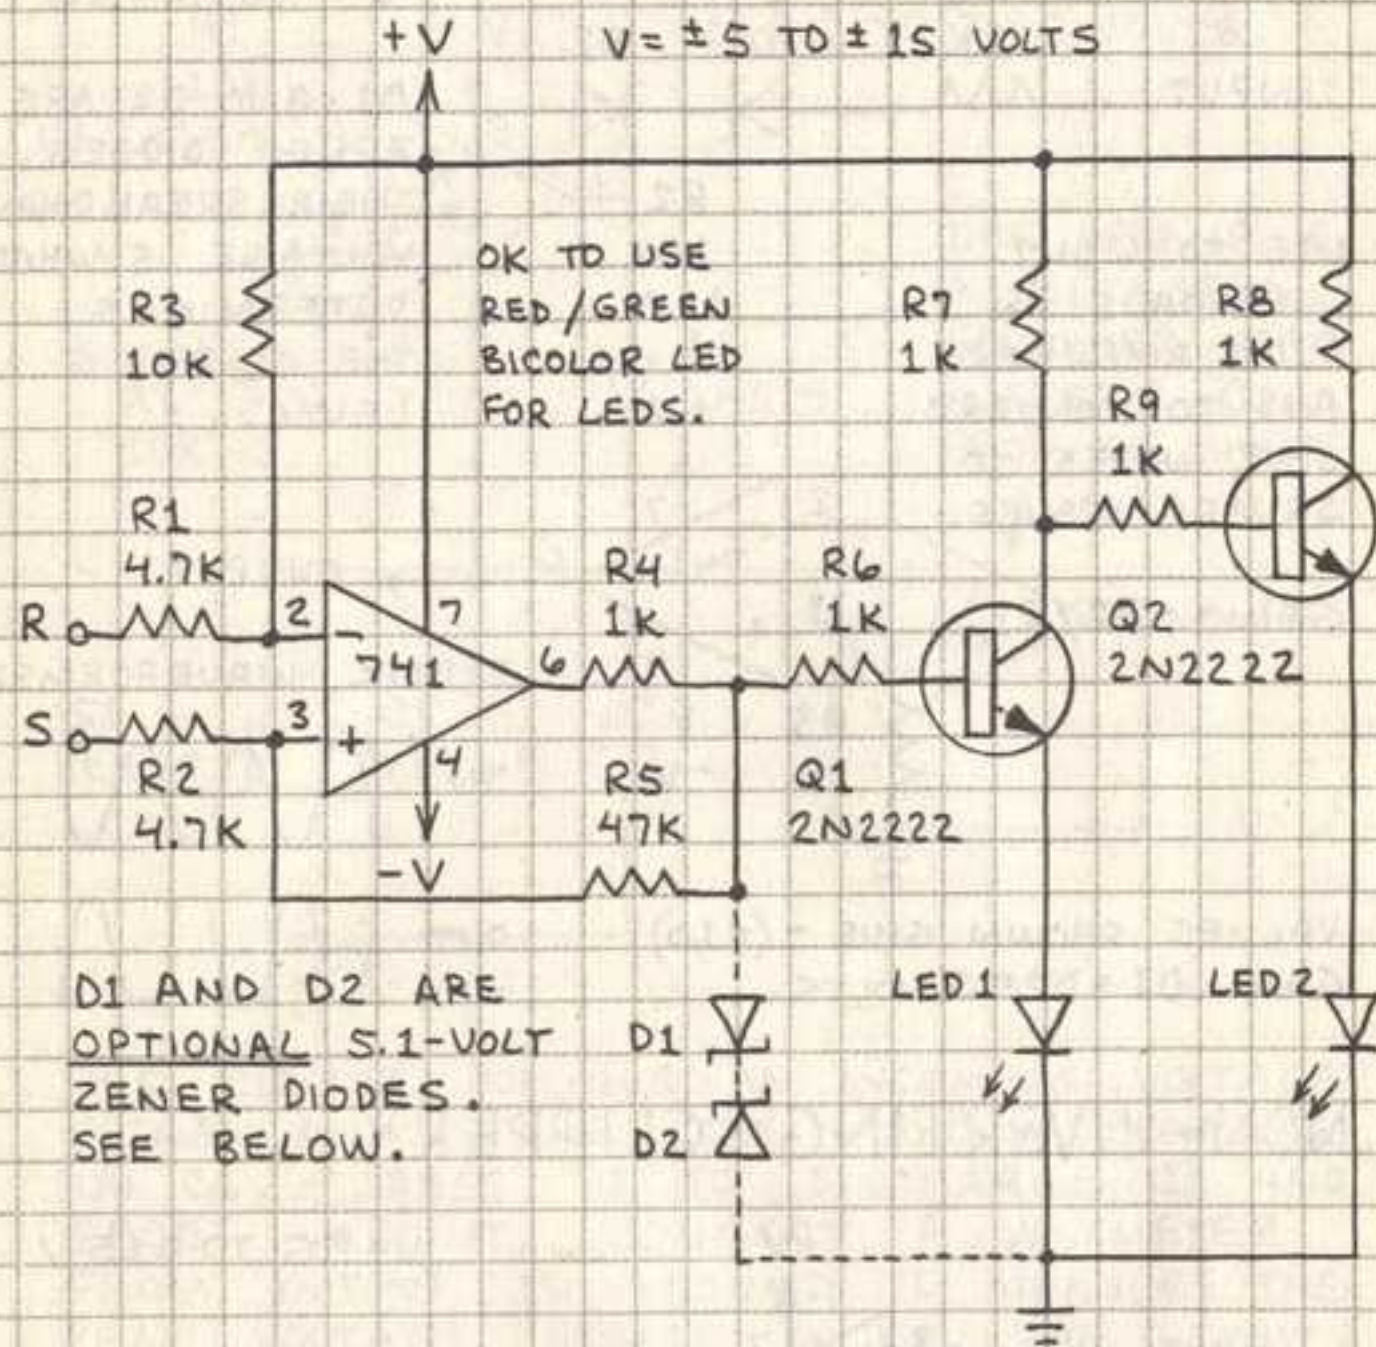 +V
V = ± 5 TO ± 15 VOLTS
OK TO USE
RED / GREEN
BICOLOR LED
FOR LEDS.
R3
10K
R7
1K
R8
1K
R9
1K
R1
4.7K
R
2
-
7
741
6
R4
1K
R6
1K
S
3
+
4
R2
4.7K
-V
R5
47K
Q1
2N2222
Q2
2N2222
D1 AND D2 ARE
OPTIONAL 5.1-VOLT
ZENER DIODES.
SEE BELOW.
D1
D2
LED 1
LED 2